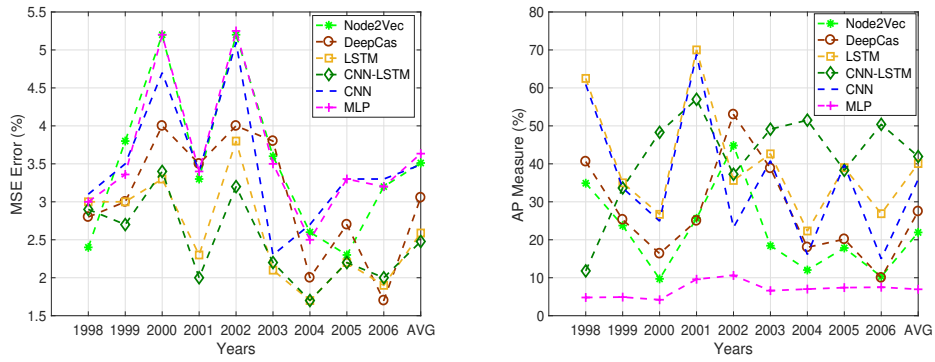 5.5
5
4.5
4
3.5
3
2.5
2
1.5
MSE Error (%)
1998 1999 2000 2001 2002 2003 2004 2005 2006 AVG
Years
Node2Vec
DeepCas
LSTM
CNN-LSTM
CNN
MLP
80
70
60
50
40
30
20
10
0
AP Measure (%)
1998 1999 2000 2001 2002 2003 2004 2005 2006 AVG
Years
Node2Vec
DeepCas
LSTM
CNN-LSTM
CNN
MLP